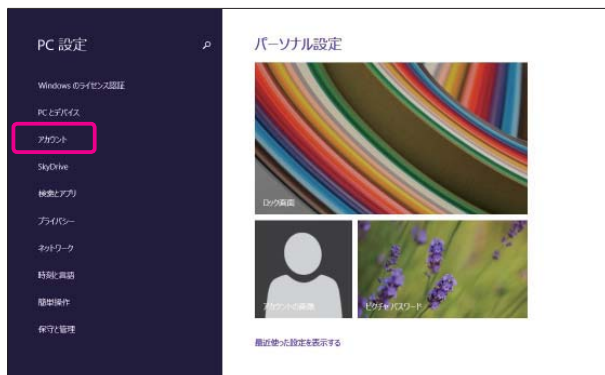 PC 設定
Windows のライセンス認証
PC とデバイス
アカウント
SkyDrive
検索とアプリ
プライバシー
ネットワーク
時刻と言語
簡単操作
保守と管理
パーソナル設定
ロック画面
アカウントの画像
ピクチャ パスワード
最近使った設定を表示する